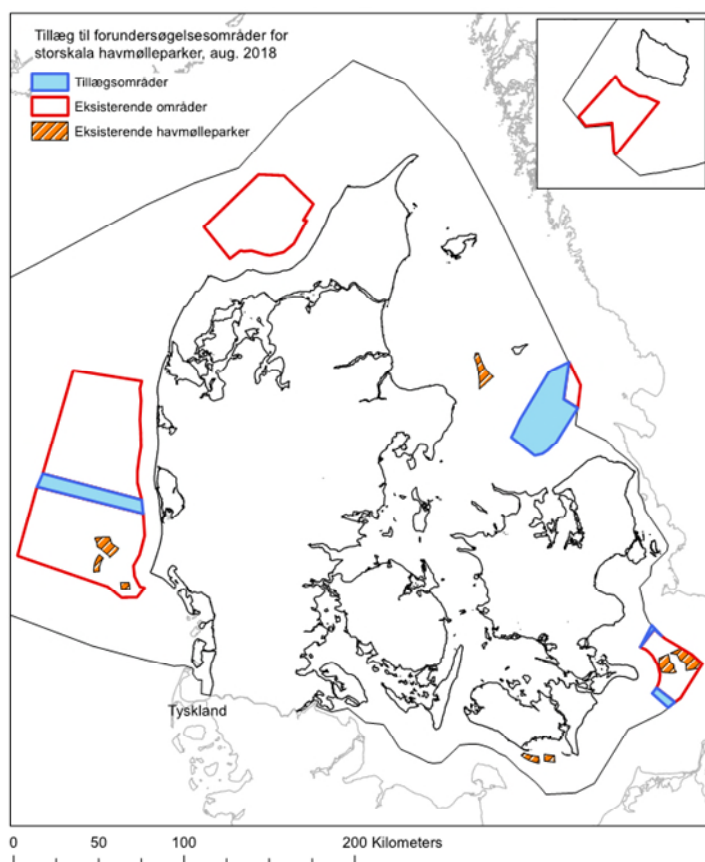 Tillæg til forundersøgelsesområder for
storskala havmølleparker, aug. 2018
Tillægsområder
Eksisterende områder
Eksisterende havmølleparker
Tyskland
0 50 100 200 Kilometers